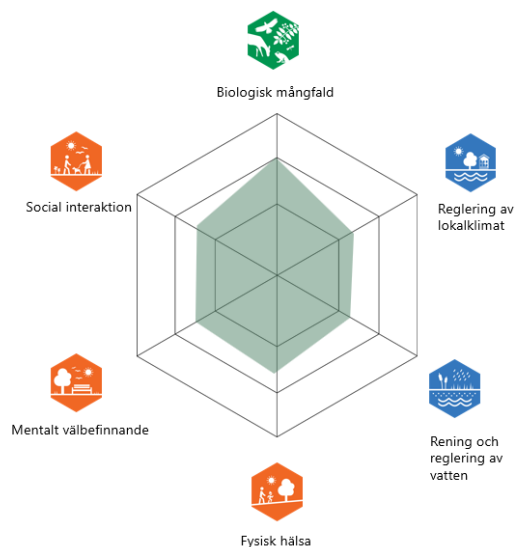 Biologisk mångfald
Social interaktion
Reglering av
lokalklimat
Mentalt välbefinnande
Rening och
reglering av
vatten
Fysisk hälsa